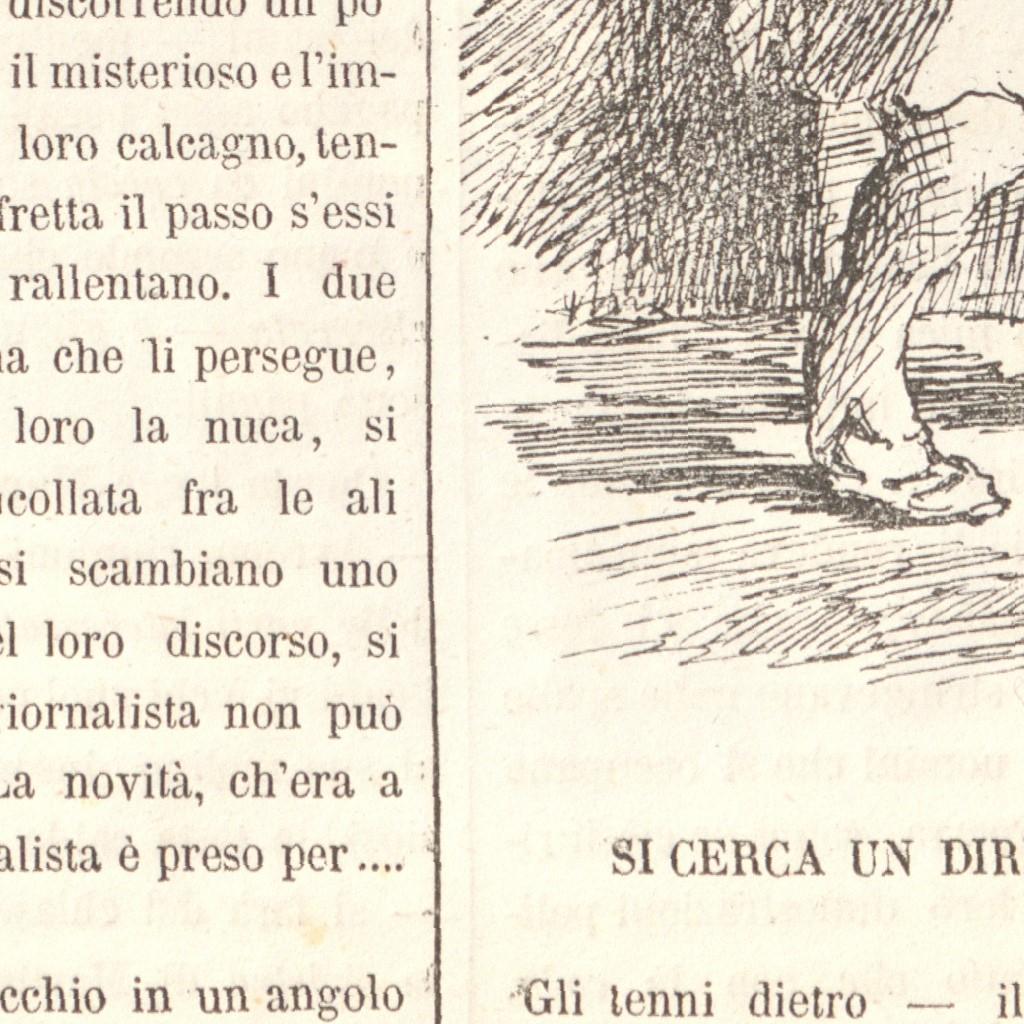 discorrendo un po'
il misterioso e l'im-
loro calcagno, ten-
fretta il passo s'essi
rallentano. I due
che li persegue,
loro la nuca, si
collata fra le ali
si scambiano uno
loro discorso, si
giornalista non può
La novità, ch'era a
alista è preso per....
cchio in un angolo
SI CERCA UN DIR
Gli tenni dietro — il